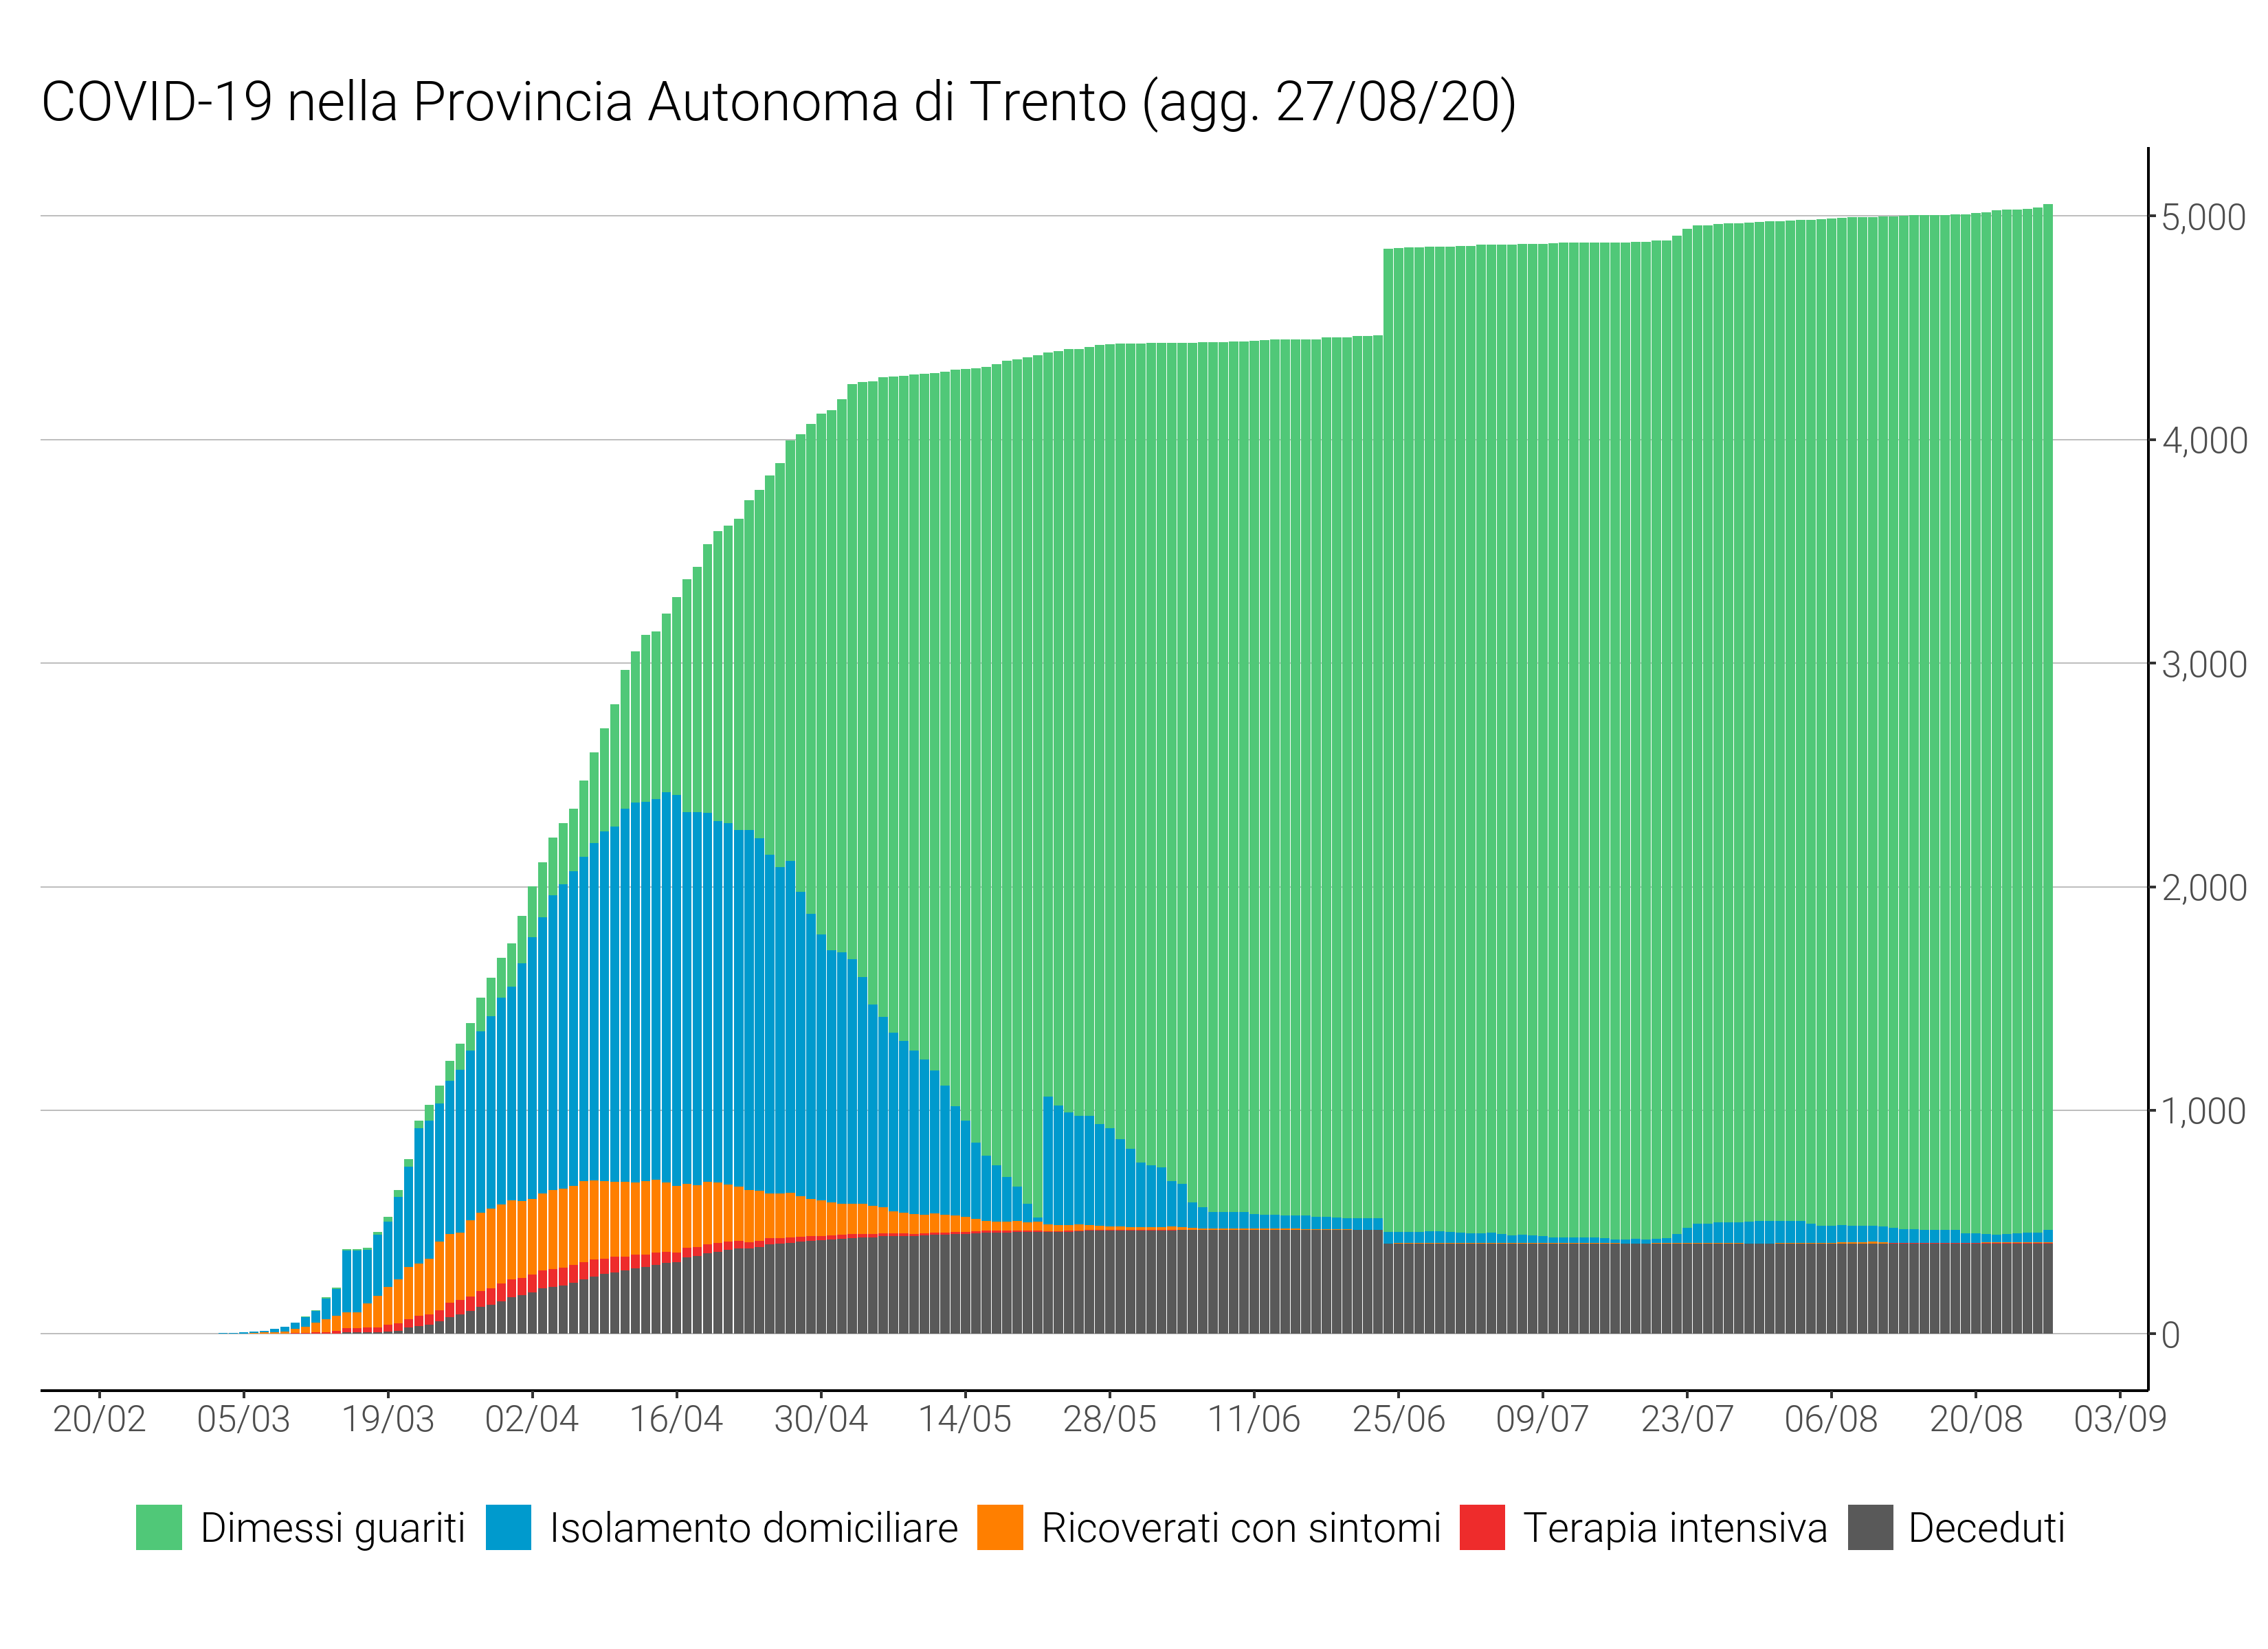 COVID-19 nella Provincia Autonoma di Trento (agg. 27/08/20)
5,000
4,000
3,000
2,000
1,000
0
20/02 05/03 19/03 02/04 16/04 30/04 14/05 28/05 11/06 25/06 09/07 23/07 06/08 20/08 03/09
Dimessi guariti Isolamento domiciliare Ricoverati con sintomi Terapia intensiva Deceduti